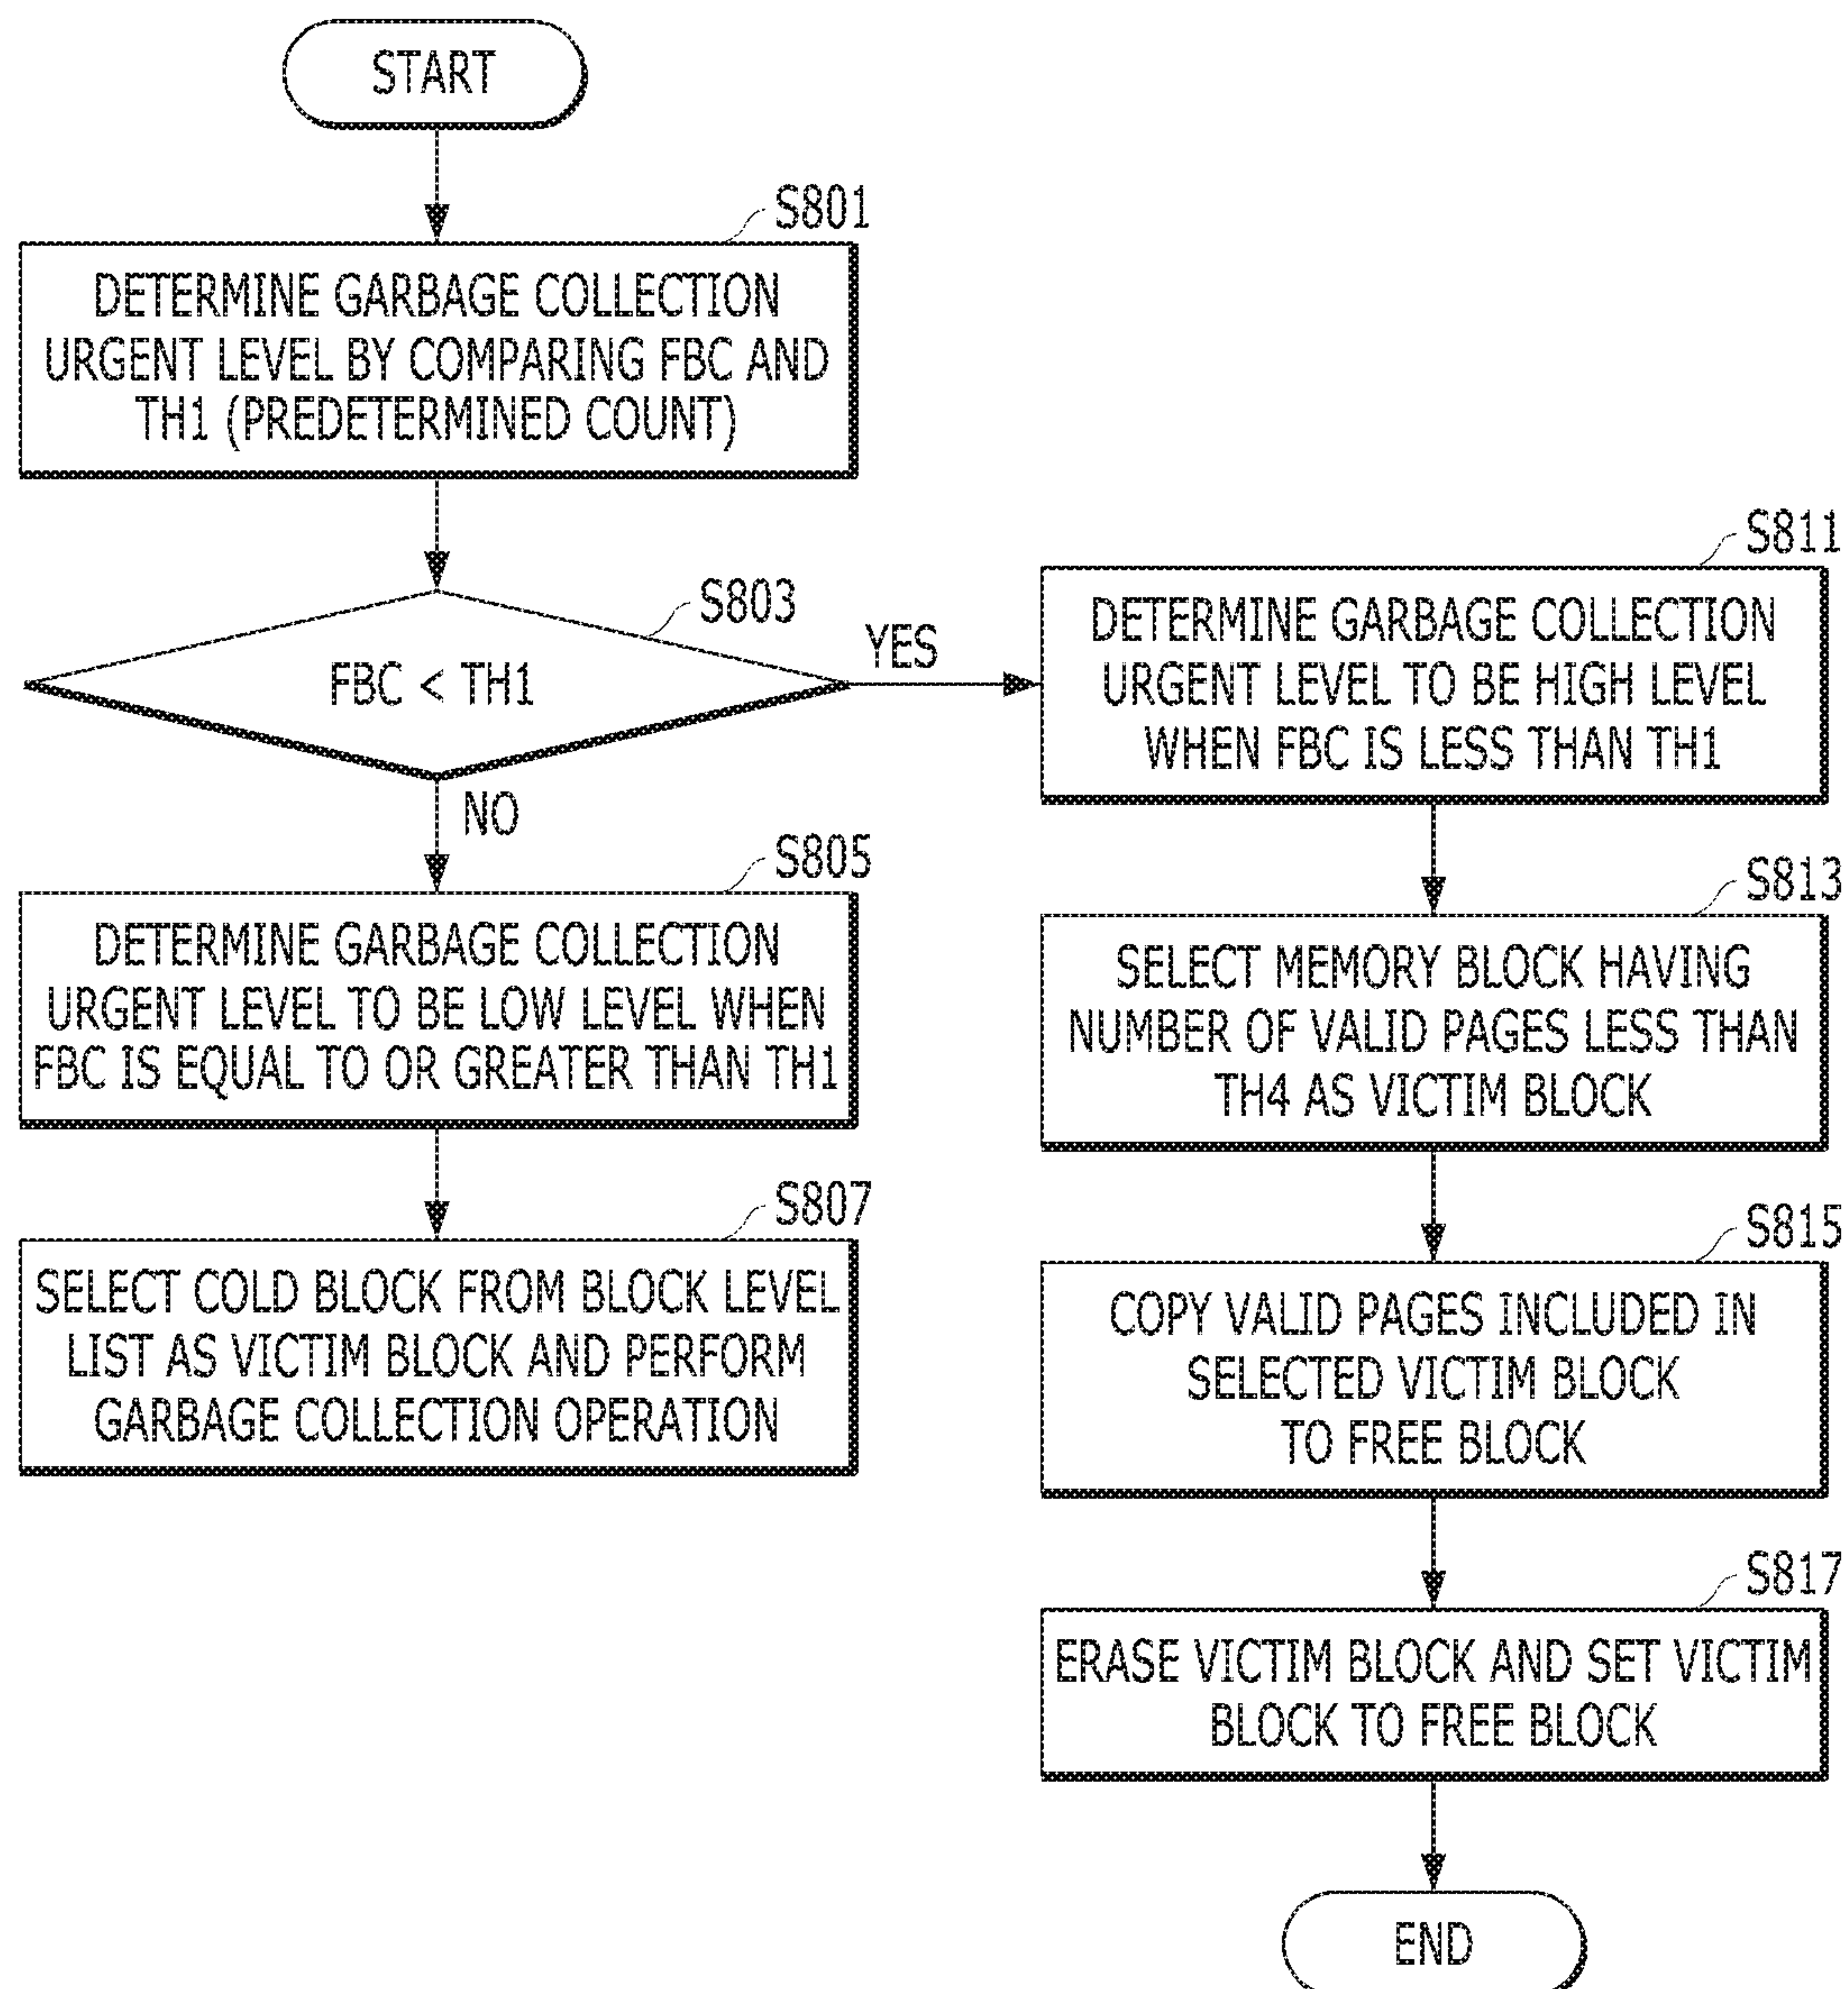 START
S801
DETERMINE GARBAGE COLLECTION
URGENT LEVEL BY COMPARING FBC AND
TH1 (PREDETERMINED COUNT)
S803
FBC < TH1
YES
NO
S805
DETERMINE GARBAGE COLLECTION
URGENT LEVEL TO BE LOW LEVEL WHEN
FBC IS EQUAL TO OR GREATER THAN TH1
S807
SELECT COLD BLOCK FROM BLOCK LEVEL
LIST AS VICTIM BLOCK AND PERFORM
GARBAGE COLLECTION OPERATION
S811
DETERMINE GARBAGE COLLECTION
URGENT LEVEL TO BE HIGH LEVEL
WHEN FBC IS LESS THAN TH1
S813
SELECT MEMORY BLOCK HAVING
NUMBER OF VALID PAGES LESS THAN
TH4 AS VICTIM BLOCK
S815
COPY VALID PAGES INCLUDED IN
SELECTED VICTIM BLOCK
TO FREE BLOCK
S817
ERASE VICTIM BLOCK AND SET VICTIM
BLOCK TO FREE BLOCK
END